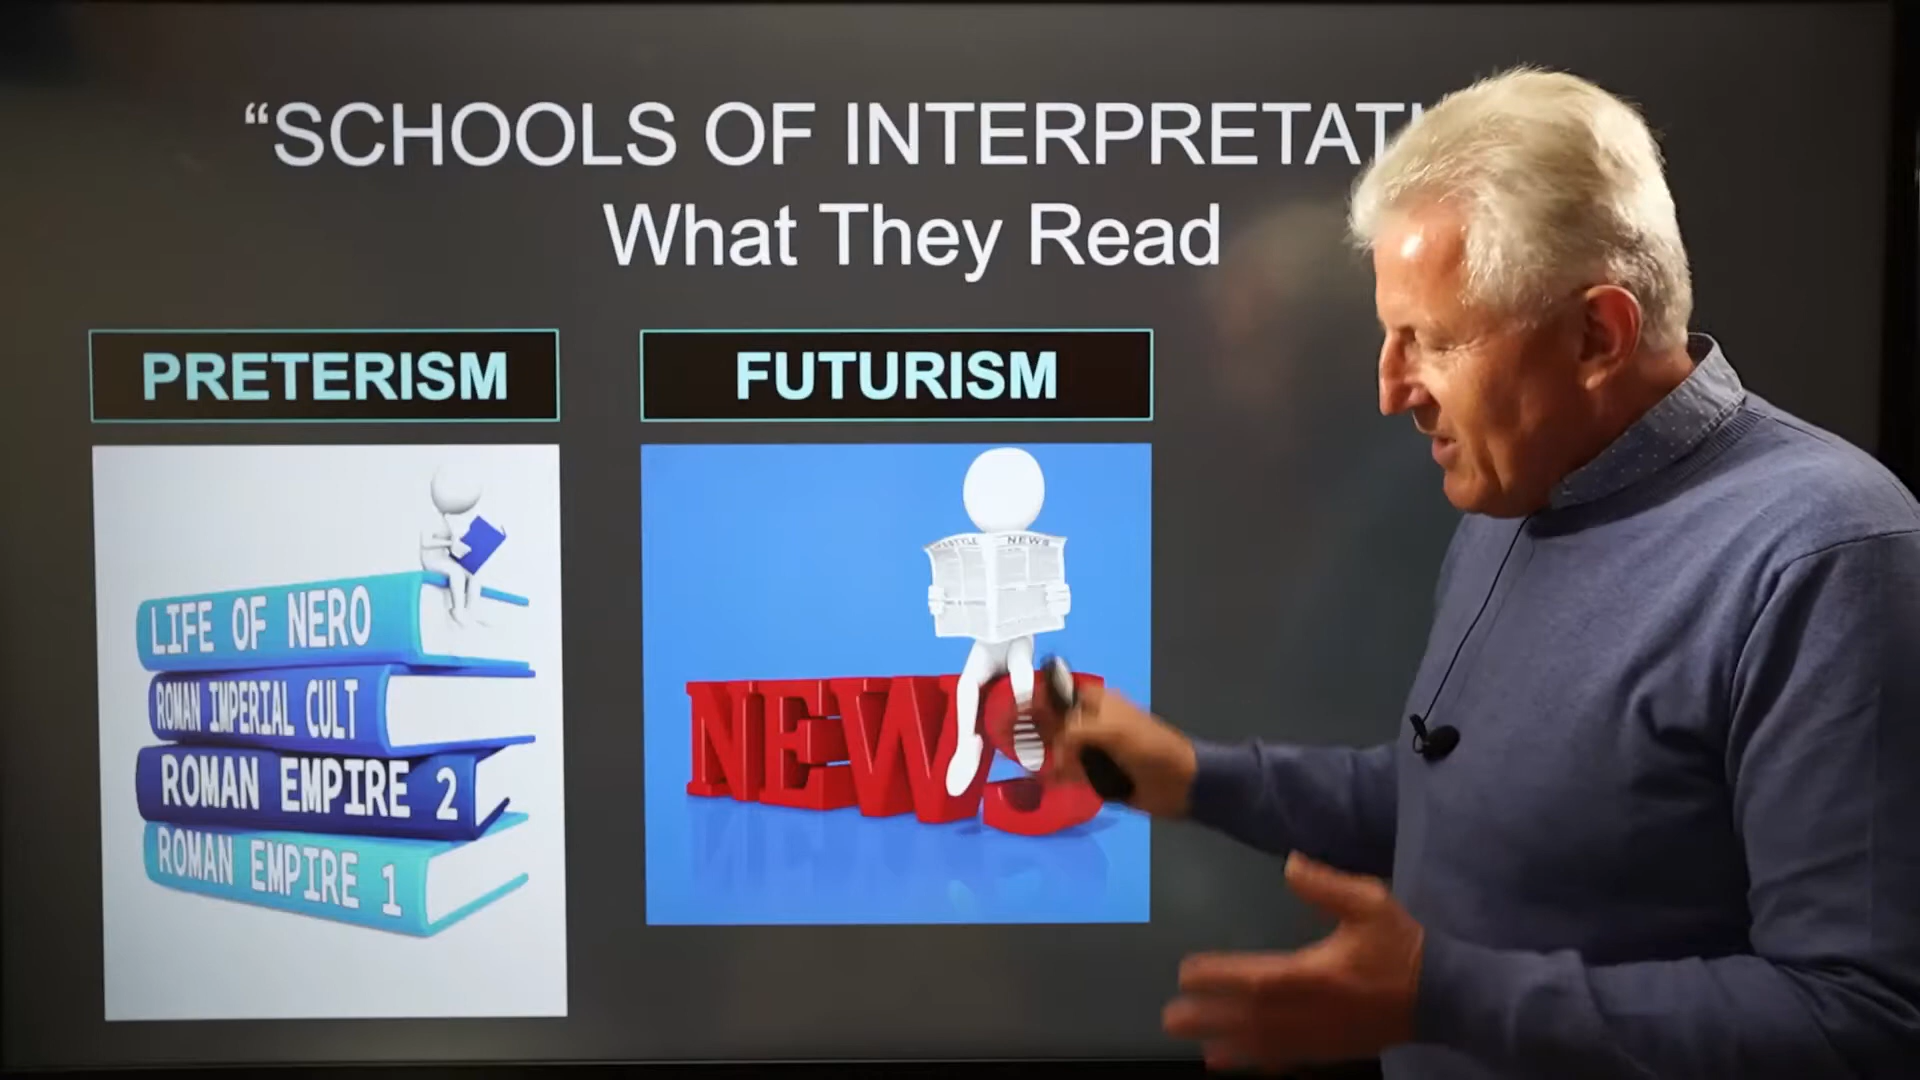 “SCHOOLS OF INTERPRETAT
What They Read
PRETERISM
FUTURISM
LIFE OF NERO
ROMAN IMPERIAL CULT
ROMAN EMPIRE 2
ROMAN EMPIRE 1
NEWS
NEWS